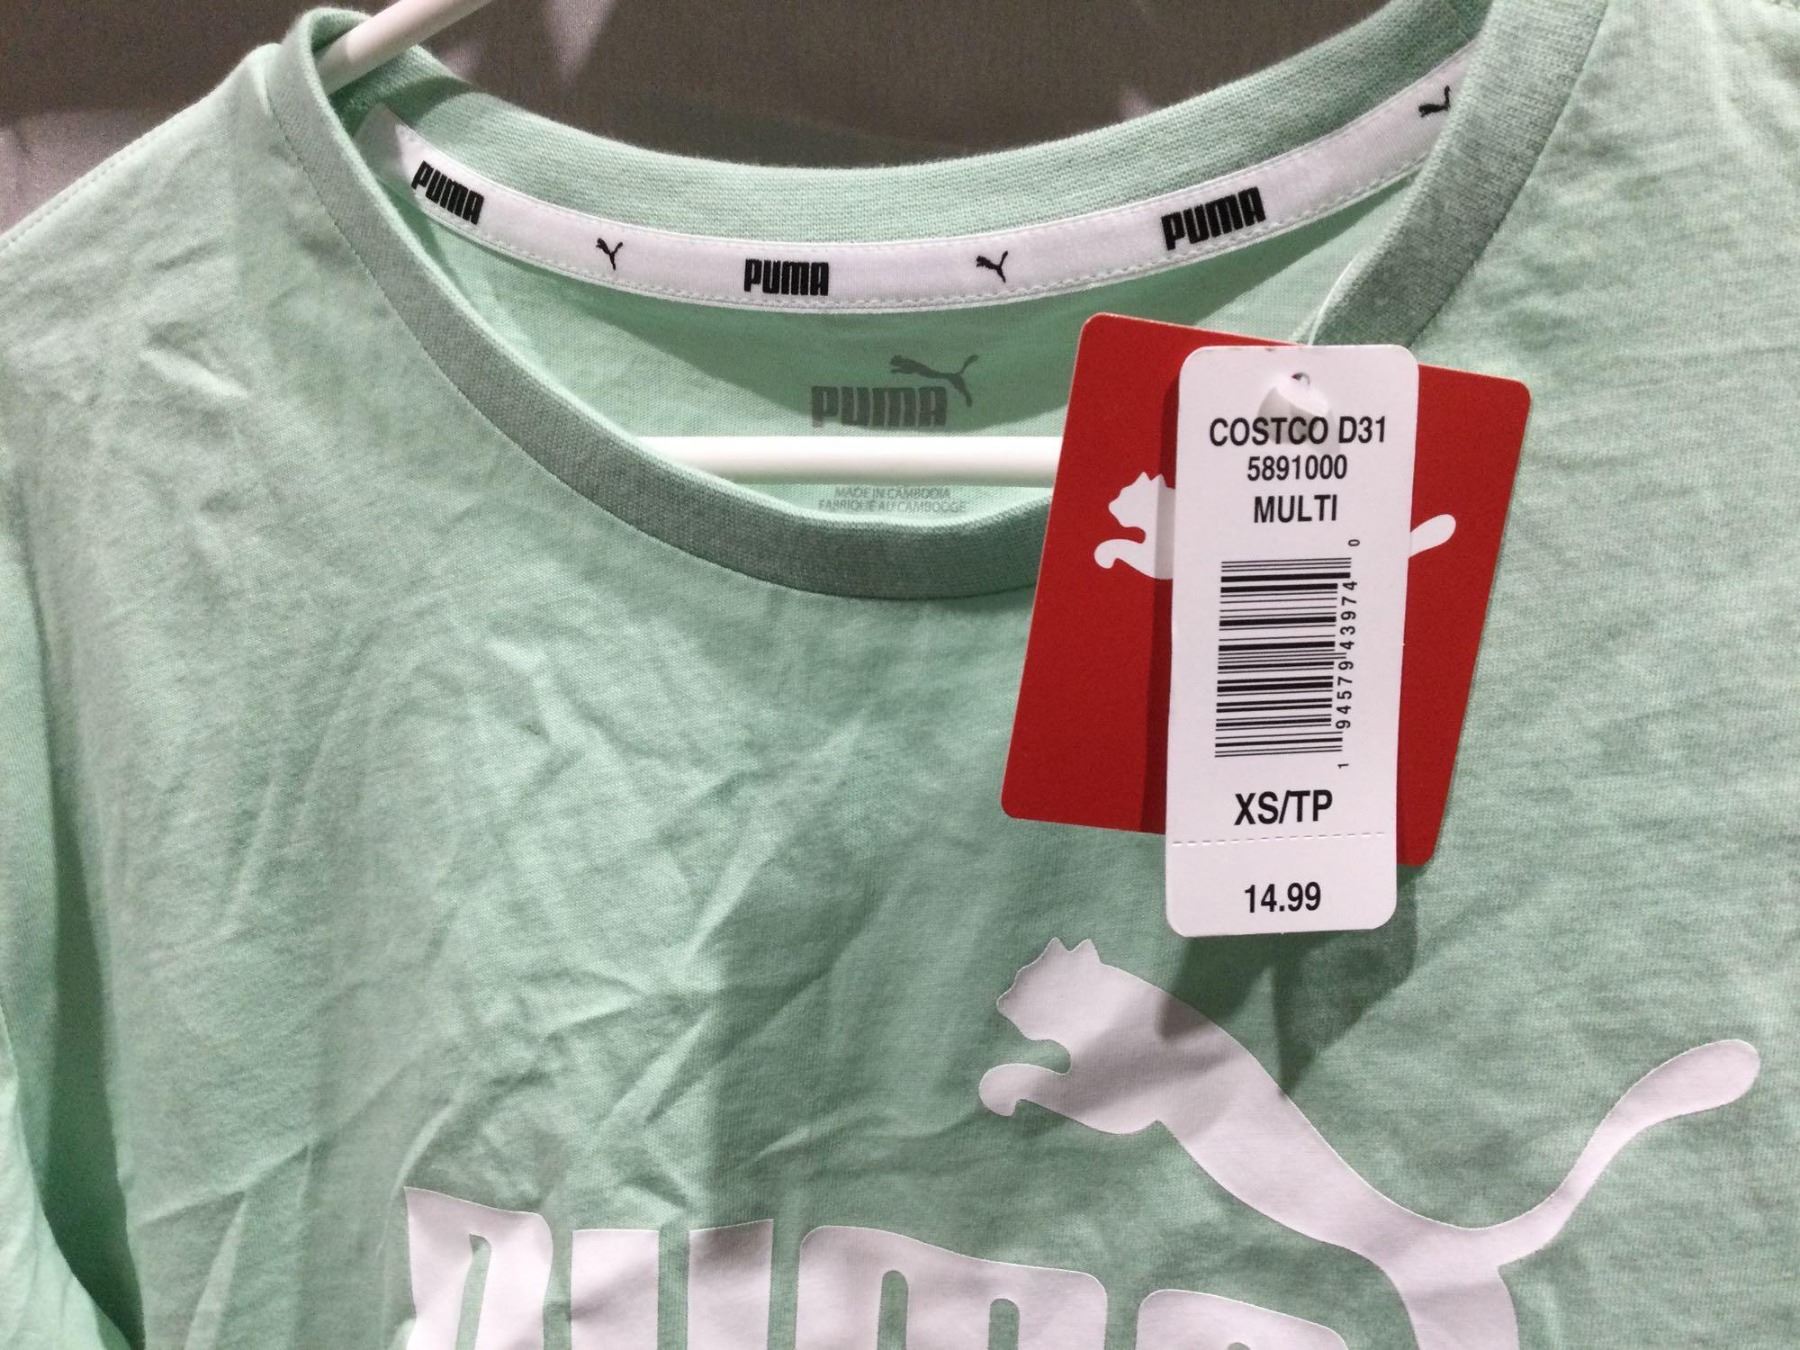 PUMA
PUMA
PUMA
PUMA
MADE IN CAMBODIA
FABRIQUÉ AU CAMBODGE
COSTCO D31
5891000
MULTI
1 94579 43974 0
XS/TP
14.99
PUMA